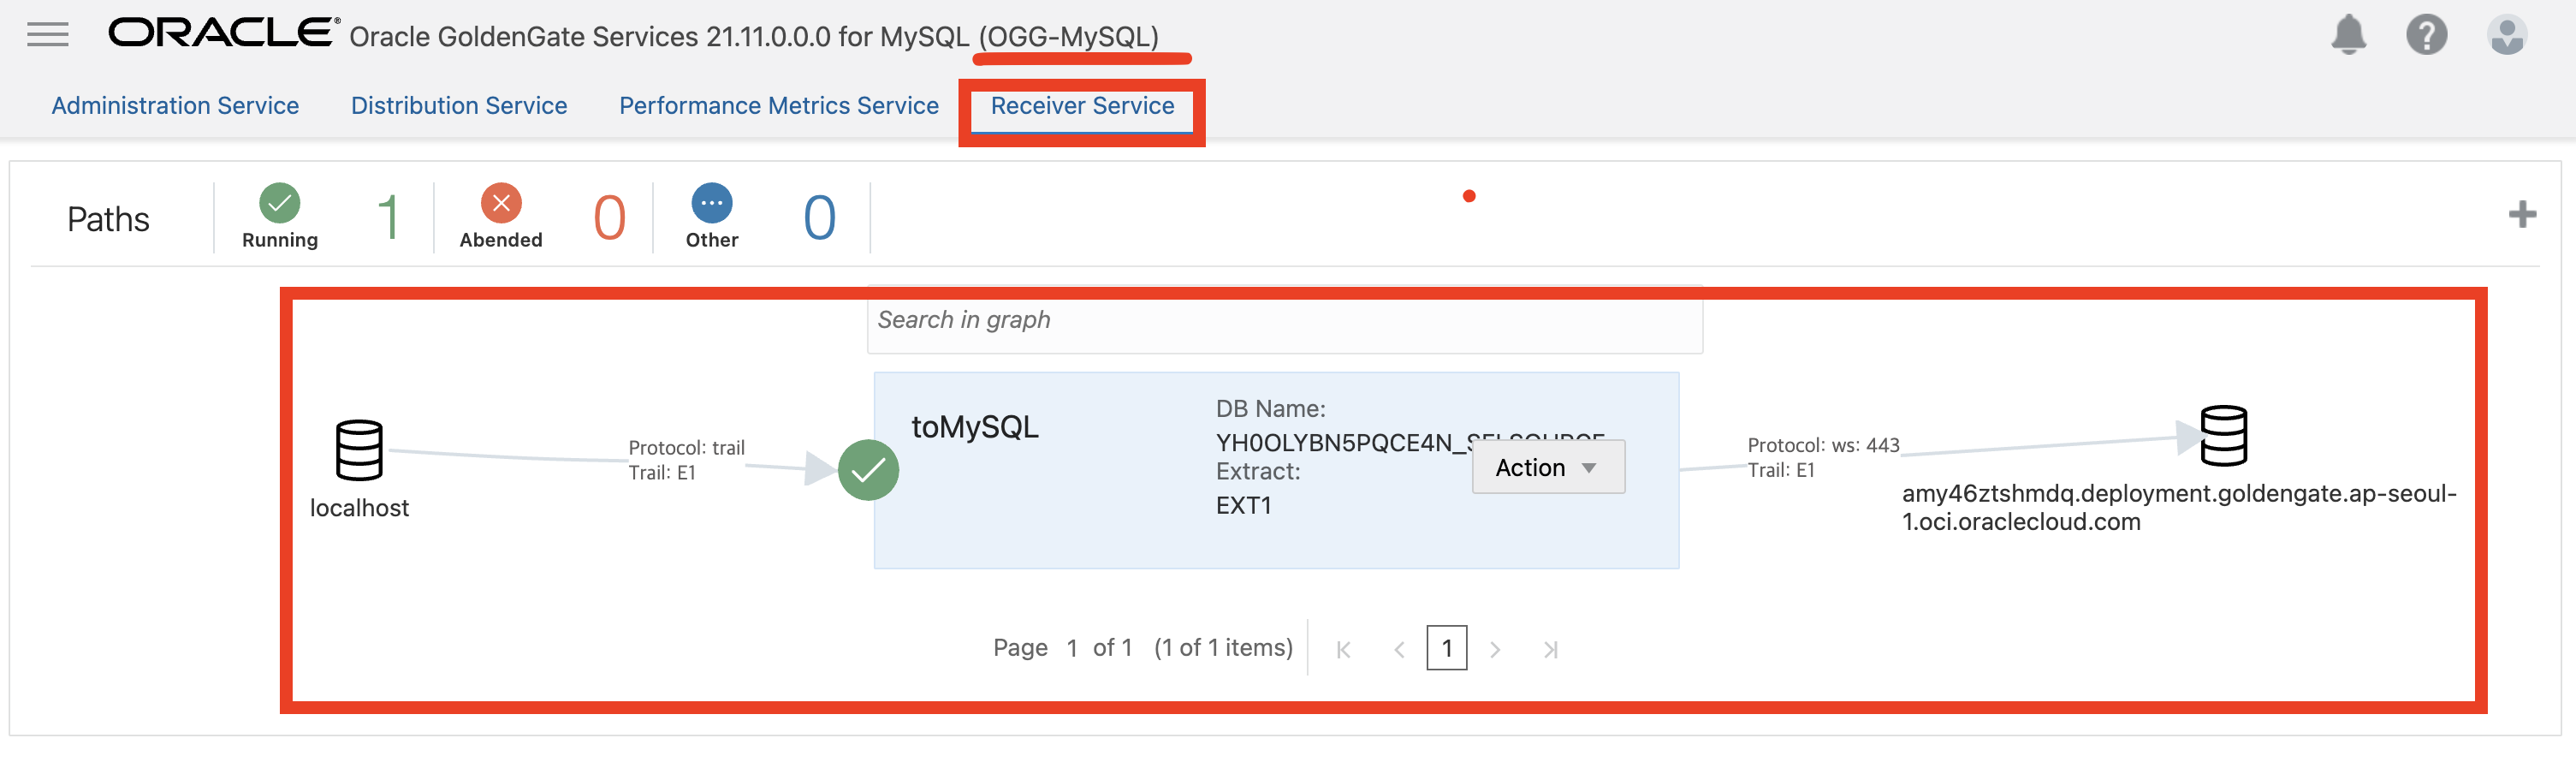 ORACLE® Oracle GoldenGate Services 21.11.0.0.0 for MySQL (OGG-MySQL)
Administration Service Distribution Service Performance Metrics Service Receiver Service
Paths Running 1 Abended 0 Other 0
Search in graph
toMySQL
DB Name:
Extract:
EXT1
Action
Protocol: trail
Trail: E1
localhost
Protocol: ws: 443
Trail: E1
amy46ztshmdq.deployment.goldengate.ap-seoul-
1.oci.oraclecloud.com
Page 1 of 1 (1 of 1 items) 1